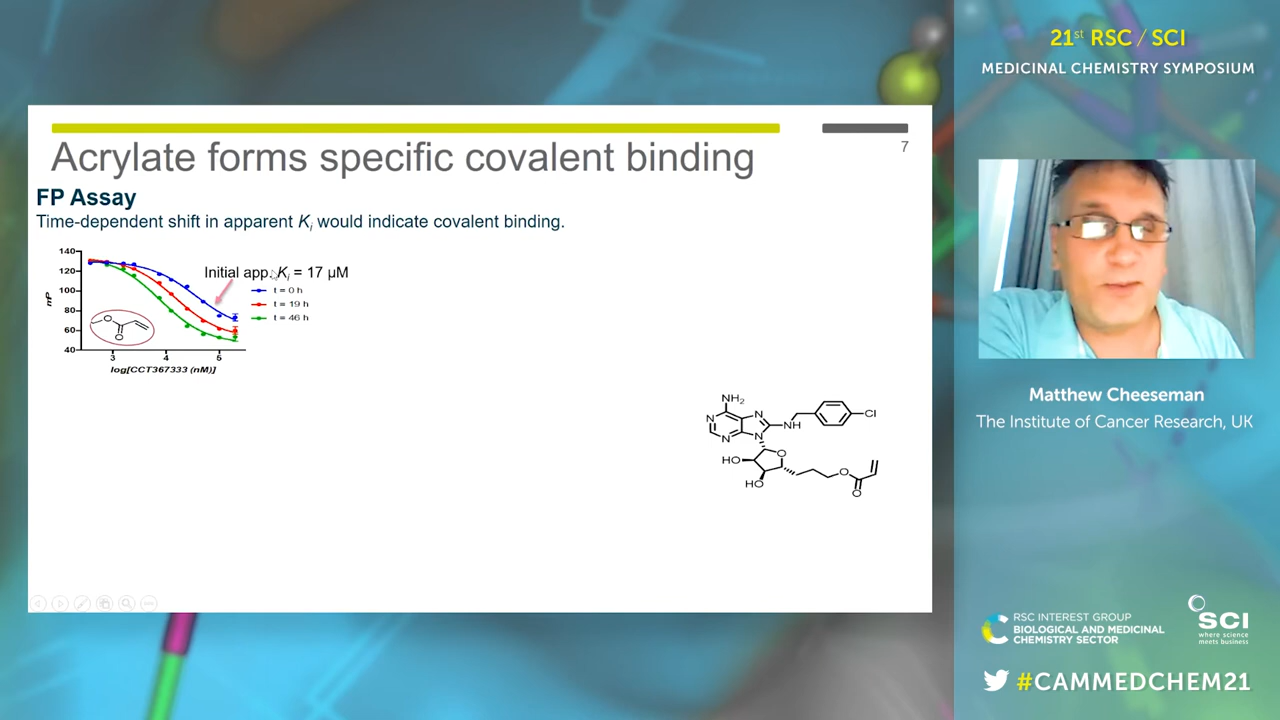 21st RSC / SCI
MEDICINAL CHEMISTRY SYMPOSIUM
7
Acrylate forms specific covalent binding
FP Assay
Time-dependent shift in apparent Ki would indicate covalent binding.
140
120
100
80
60
40
mP
Initial app. Ki = 17 µM
t = 0 h
t = 19 h
t = 46 h
O
O
3 4 5
log[CCT367333 (nM)]
NH2
N
N
N
N
NH
Cl
HO
O
HO
O
O
Matthew Cheeseman
The Institute of Cancer Research, UK
RSC INTEREST GROUP
BIOLOGICAL AND MEDICINAL
CHEMISTRY SECTOR
SCI
where science
meets business
#CAMMEDCHEM21